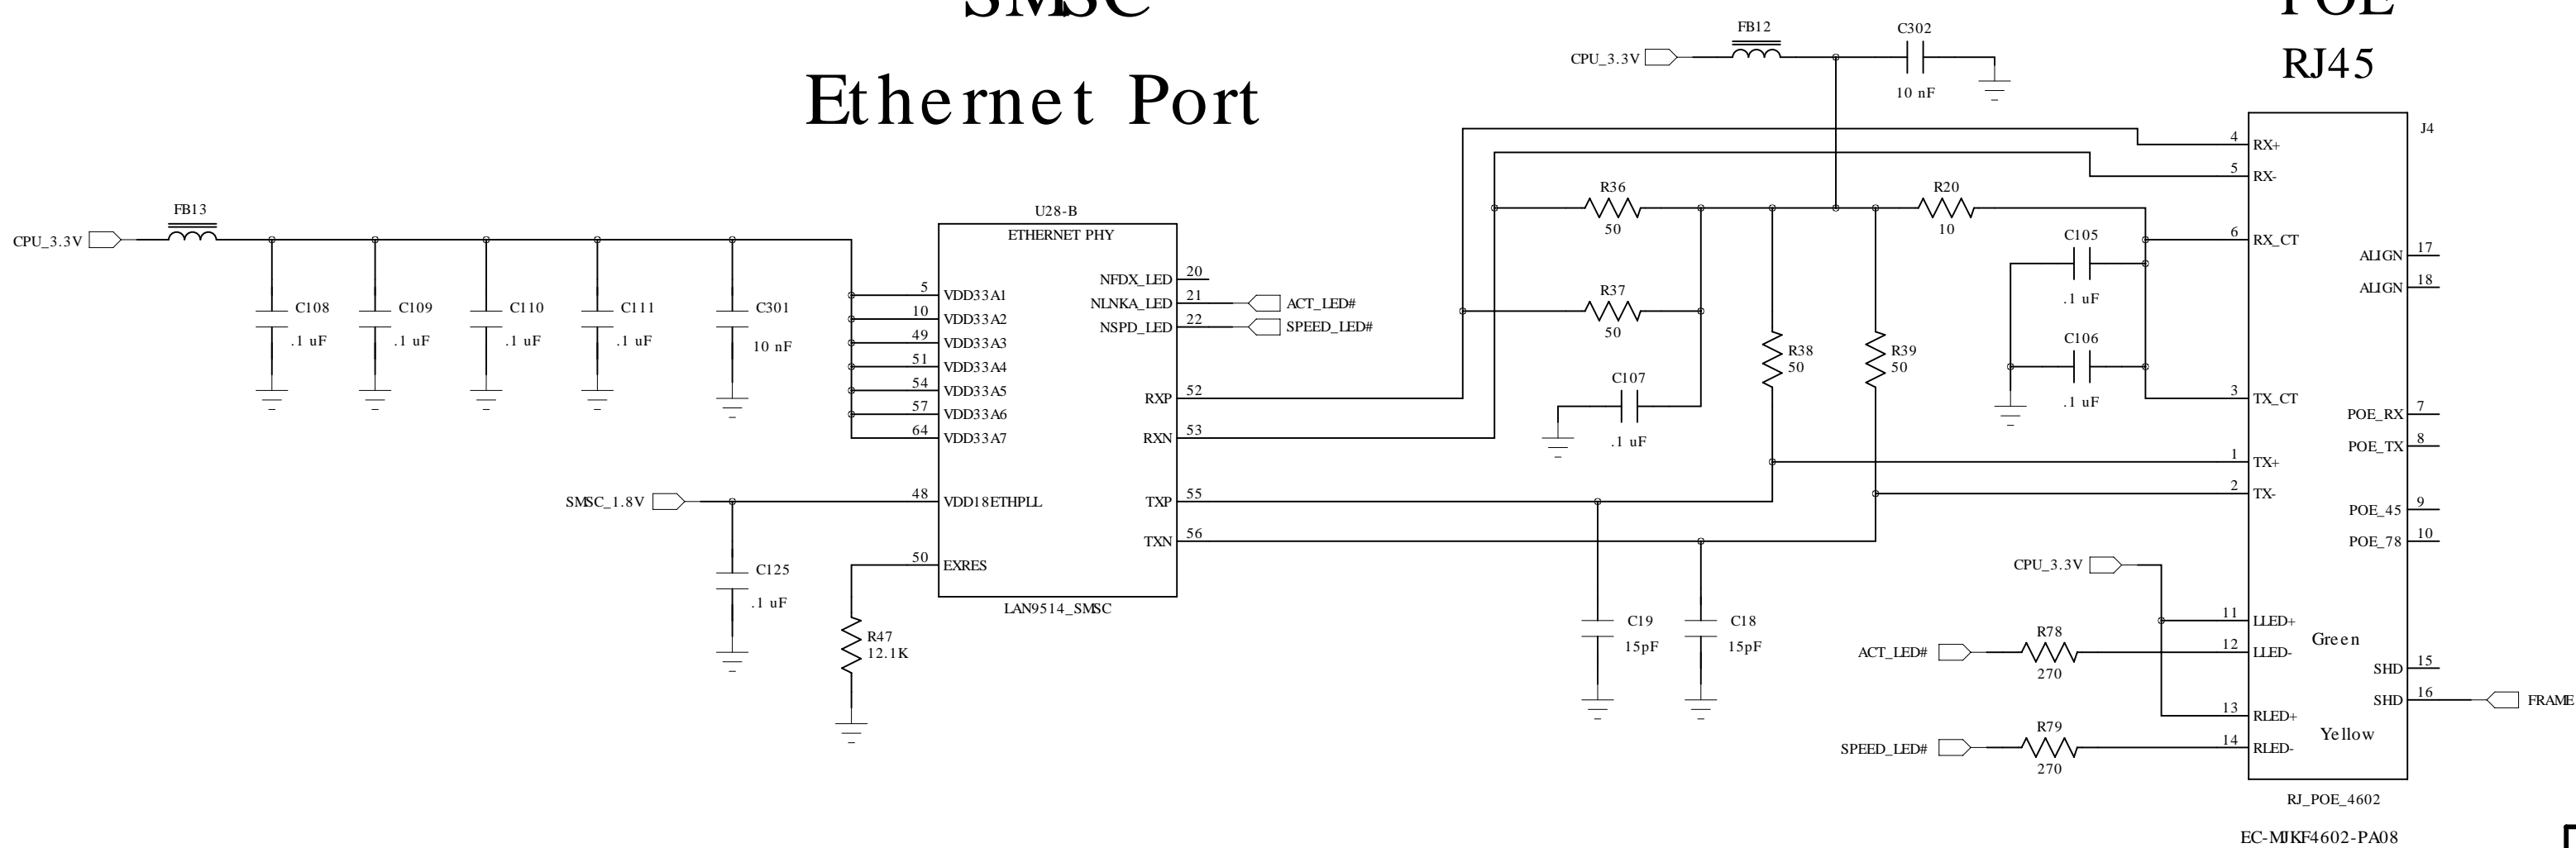 SMSC
Ethernet Port
POE
RJ45
FB12
C302
CPU_3.3V
10 nF
J4
4 RX+
5 RX-
R36
50
R20
10
FB13
CPU_3.3V
C108
.1 uF
C109
.1 uF
C110
.1 uF
C111
.1 uF
C301
10 nF
U28-B
ETHERNET PHY
5 VDD33A1
10 VDD33A2
49 VDD33A3
51 VDD33A4
54 VDD33A5
57 VDD33A6
64 VDD33A7
48 VDD18ETHPLL
50 EXRES
NFDX_LED 20
NLNKA_LED 21 ACT_LED#
NSPD_LED 22 SPEED_LED#
RXP 52
RXN 53
TXP 55
TXN 56
LAN9514_SMSC
SMSC_1.8V
C125
.1 uF
R47
12.1K
R37
50
C107
.1 uF
R38
50
R39
50
C105
.1 uF
C106
.1 uF
C19
15pF
C18
15pF
6 RX_CT
3 TX_CT
1 TX+
2 TX-
ALIGN 17
ALIGN 18
POE_RX 7
POE_TX 8
POE_45 9
POE_78 10
CPU_3.3V
11 LLED+
Green
ACT_LED#
R78
270
12 LLED-
SHD 15
SHD 16 FRAME
13 RLED+
Yellow
SPEED_LED#
R79
270
14 RLED-
RJ_POE_4602
EC-MJKF4602-PA08